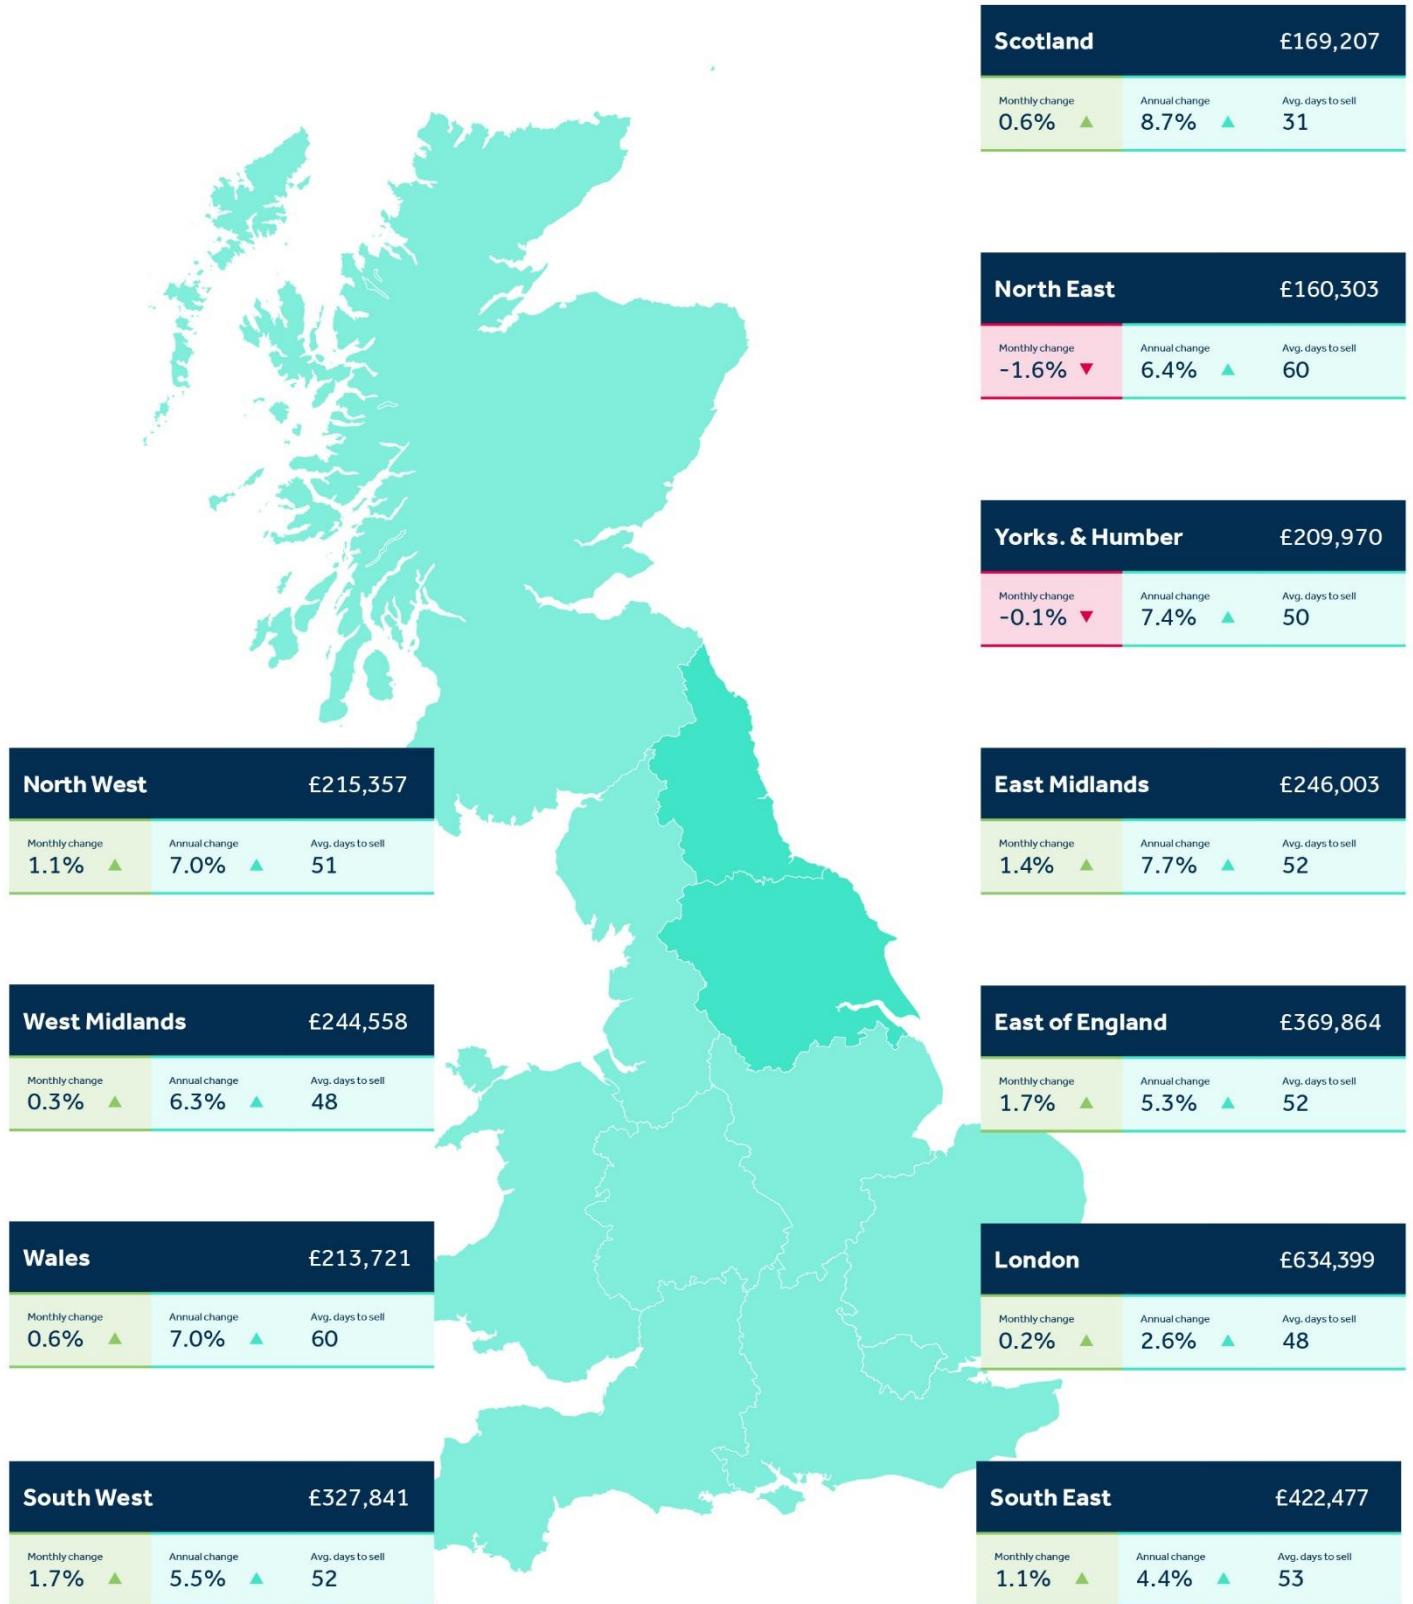 Scotland £169,207
Monthly change Annual change Avg. days to sell
0.6% ▲ 8.7% ▲ 31
North East £160,303
Monthly change Annual change Avg. days to sell
-1.6% ▼ 6.4% ▲ 60
Yorks. & Humber £209,970
Monthly change Annual change Avg. days to sell
-0.1% ▼ 7.4% ▲ 50
North West £215,357
Monthly change Annual change Avg. days to sell
1.1% ▲ 7.0% ▲ 51
East Midlands £246,003
Monthly change Annual change Avg. days to sell
1.4% ▲ 7.7% ▲ 52
West Midlands £244,558
Monthly change Annual change Avg. days to sell
0.3% ▲ 6.3% ▲ 48
East of England £369,864
Monthly change Annual change Avg. days to sell
1.7% ▲ 5.3% ▲ 52
Wales £213,721
Monthly change Annual change Avg. days to sell
0.6% ▲ 7.0% ▲ 60
London £634,399
Monthly change Annual change Avg. days to sell
0.2% ▲ 2.6% ▲ 48
South West £327,841
Monthly change Annual change Avg. days to sell
1.7% ▲ 5.5% ▲ 52
South East £422,477
Monthly change Annual change Avg. days to sell
1.1% ▲ 4.4% ▲ 53